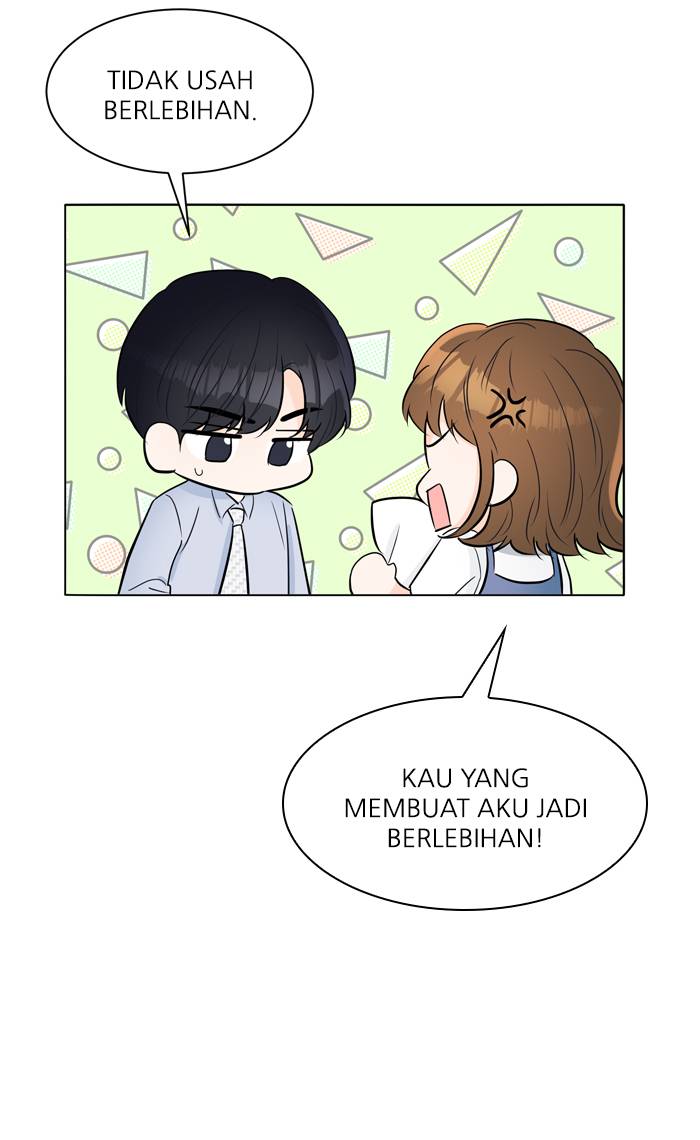 TIDAK USAH
BERLEBIHAN.
KAU YANG
MEMBUAT AKU JADI
BERLEBIHAN!